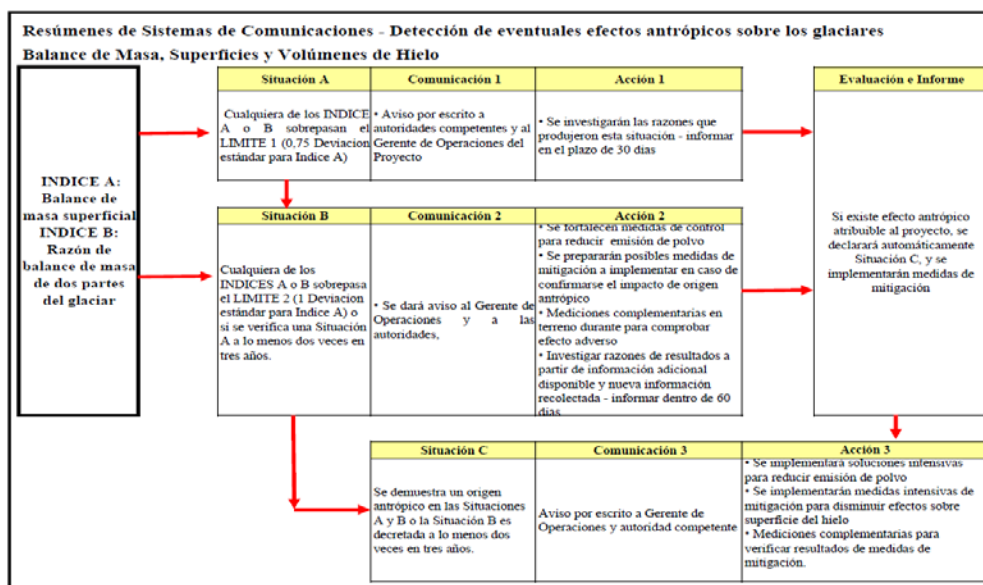 Resúmenes de Sistemas de Comunicaciones - Detección de eventuales efectos antrópicos sobre los glaciares
Balance de Masa, Superficies y Volúmenes de Hielo
INDICE A:
Balance de
masa superficial
INDICE B:
Razón de
balance de masa
de dos partes
del glaciar
Situación A
Cualquiera de los INDICE
A o B sobrepasan el
LIMITE 1 (0,75 Deviacion
estándar para Indice A)
Comunicación 1
• Aviso por escrito a
autoridades competentes y al
Gerente de Operaciones del
Proyecto
Acción 1
• Se investigarán las razones que
produjeron esta situación - informar
en el plazo de 30 días
Evaluación e Informe
Si existe efecto antrópico
atribuible al proyecto, se
declarará automáticamente
Situación C, y se
implementarán medidas de
mitigación
Situación B
Cualquiera de los
INDICES A o B sobrepasa
el LIMITE 2 (1 Deviacion
estándar para Indice A) o
si se verifica una Situación
A a lo menos dos veces en
tres años.
Comunicación 2
• Se dará aviso al Gerente de
Operaciones y a las
autoridades,
Acción 2
• Se fortalecen medidas de control
para reducir emisión de polvo
• Se prepararán posibles medidas de
mitigación a implementar en caso de
confirmarse el impacto de origen
antrópico
• Mediciones complementarias en
terreno durante para comprobar
efecto adverso
• Investigar razones de resultados a
partir de información adicional
disponible y nueva información
recolectada - informar dentro de 60
días
Situación C
Se demuestra un origen
antrópico en las Situaciones
A y B o la Situación B es
decretada a lo menos dos
veces en tres años.
Comunicación 3
Aviso por escrito a Gerente de
Operaciones y autoridad competente
Acción 3
• Se implementará soluciones intensivas
para reducir emisión de polvo
• Se implementarán medidas intensivas de
mitigación para disminuir efectos sobre
superficie del hielo
• Mediciones complementarias para
verificar resultados de medidas de
mitigación.